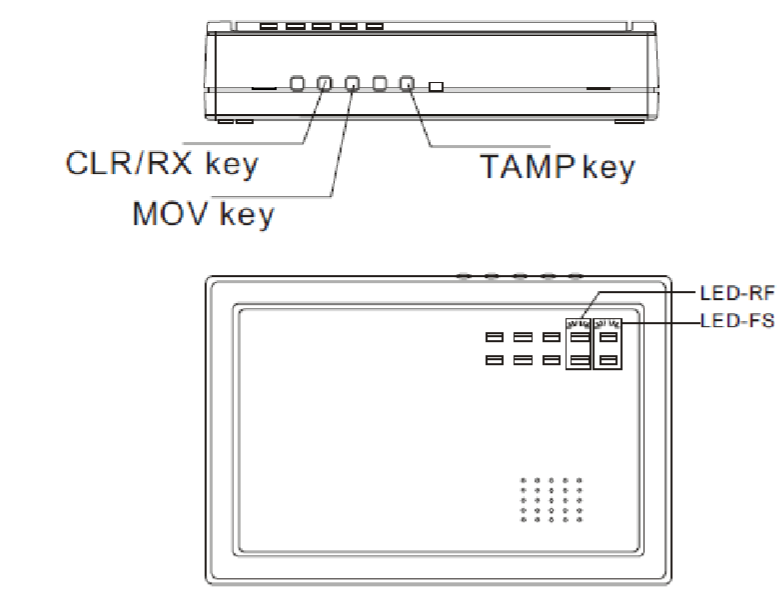 CLR/RX key
TAMP key
MOV key
LED-RF
LED-FS